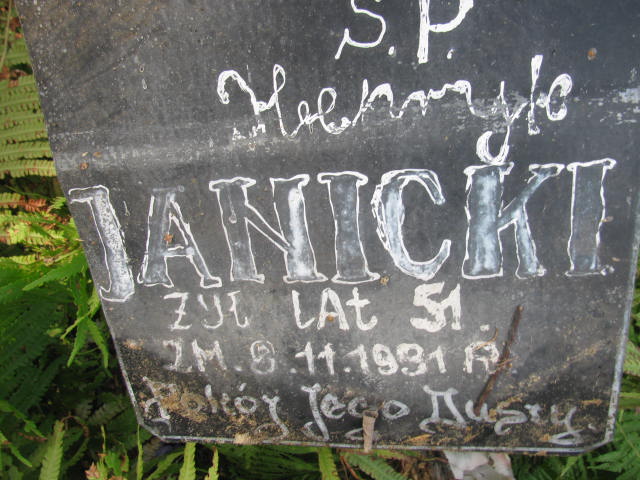 Ś.P.
Henryk
JANICKI
ŻYŁ LAT 51.
ZM. 8.11.1981 R
Pokój Jego Duszy.